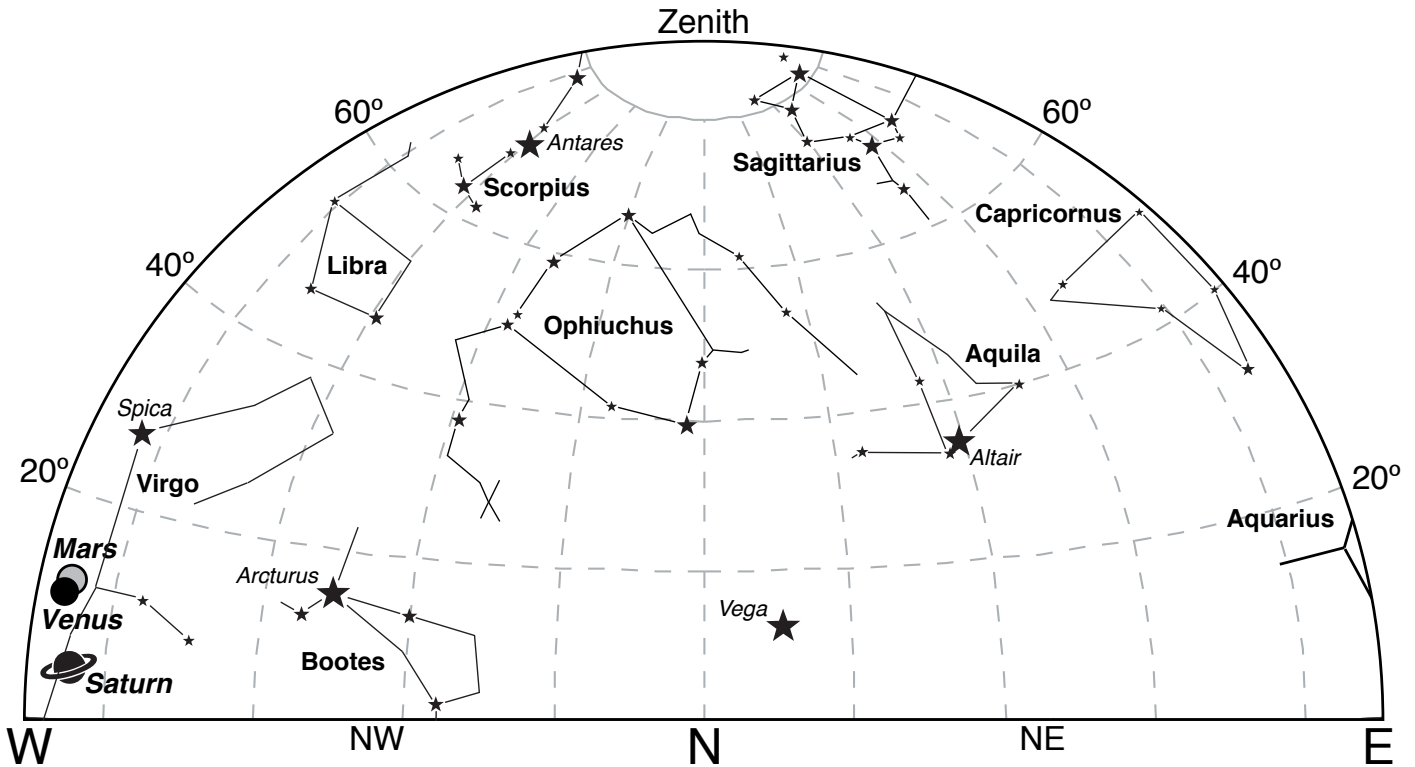 Zenith
60º
60º
Antares
Sagittarius
Scorpius
Capricornus
Libra
40º
40º
Ophiuchus
Aquila
Spica
Altair
20º
Virgo
20º
Aquarius
Mars
Arcturus
Venus
Vega
Bootes
Saturn
W
NW
N
NE
E